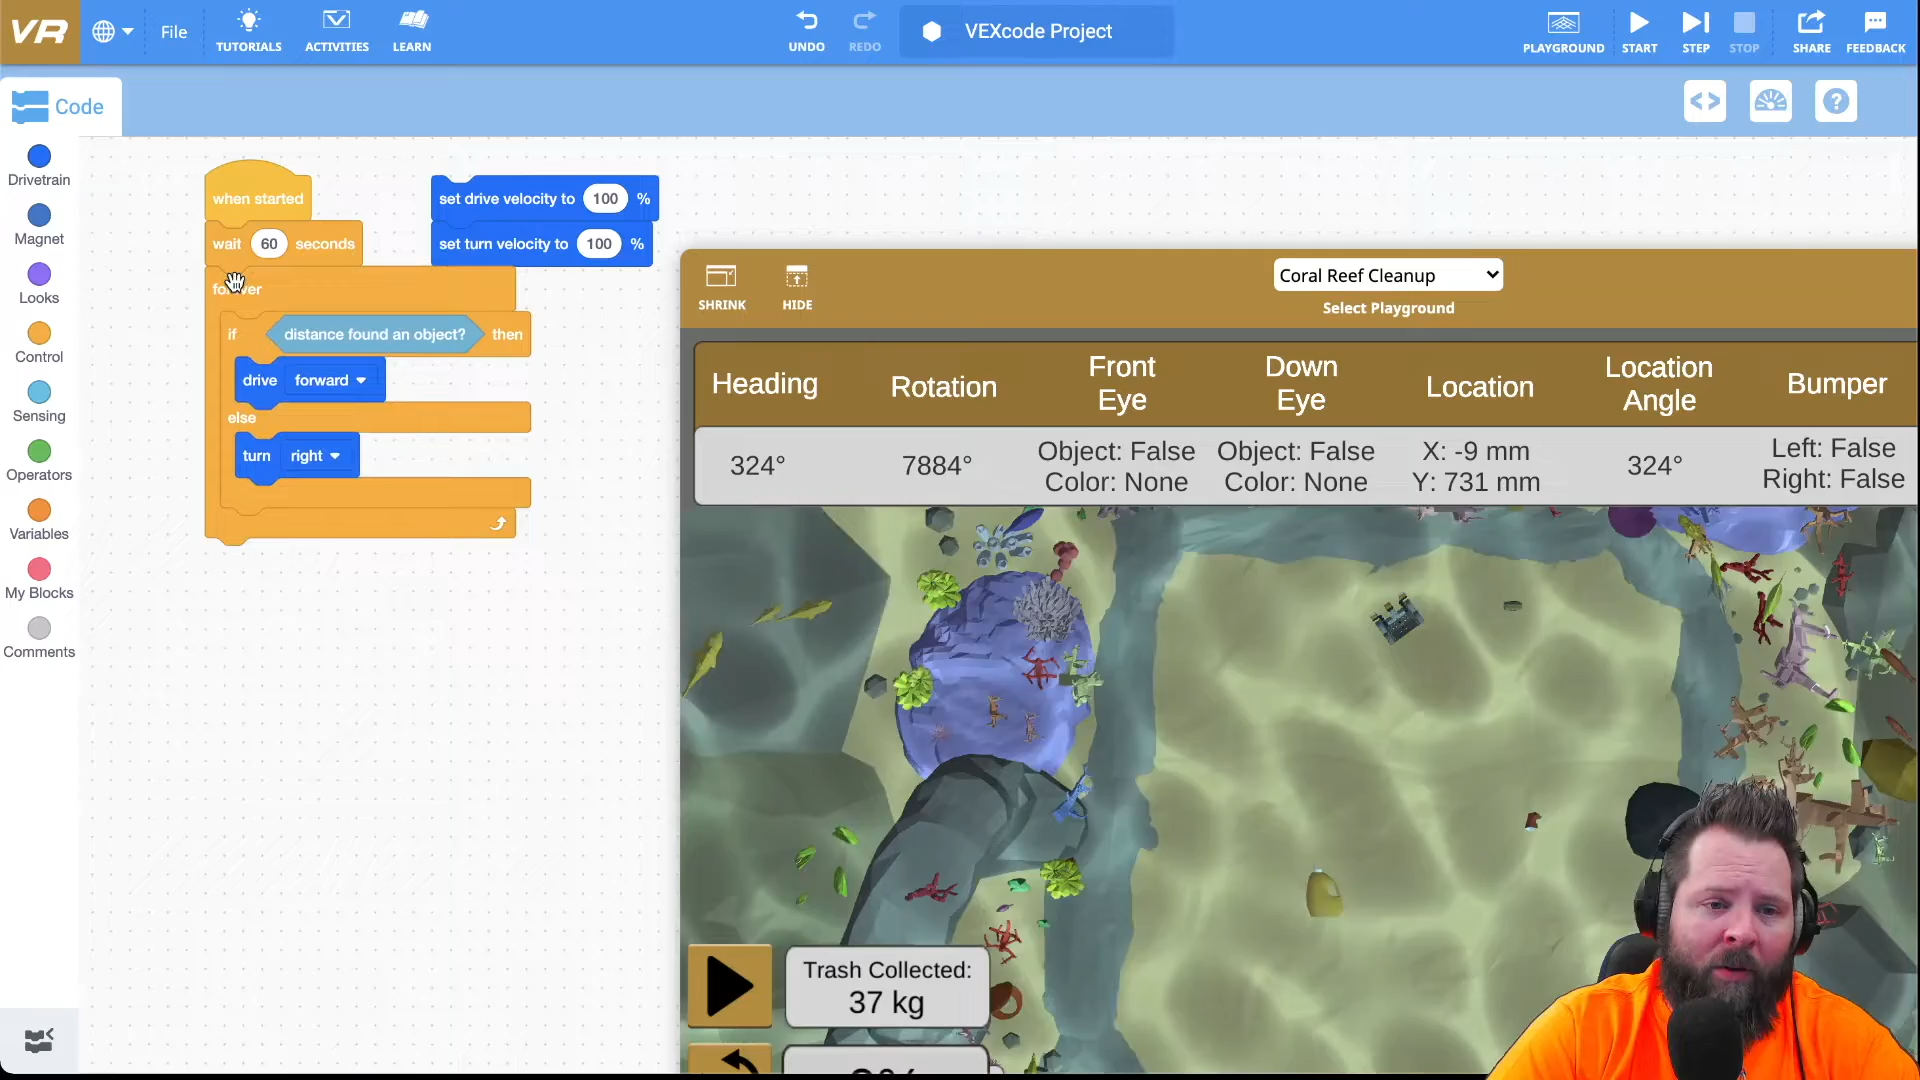 VR
File
TUTORIALS
ACTIVITIES
LEARN
UNDO
REDO
VEXcode Project
PLAYGROUND
START
STEP
STOP
SHARE
FEEDBACK
Code
Drivetrain
Magnet
Looks
Control
Sensing
Operators
Variables
My Blocks
Comments
when started
wait 60 seconds
forever
if distance found an object? then
drive forward
else
turn right
set drive velocity to 100 %
set turn velocity to 100 %
SHRINK
HIDE
Coral Reef Cleanup
Select Playground
Heading
Rotation
Front
Eye
Down
Eye
Location
Location
Angle
Bumper
324°
7884°
Object: False
Color: None
Object: False
Color: None
X: -9 mm
Y: 731 mm
324°
Left: False
Right: False
Trash Collected:
37 kg